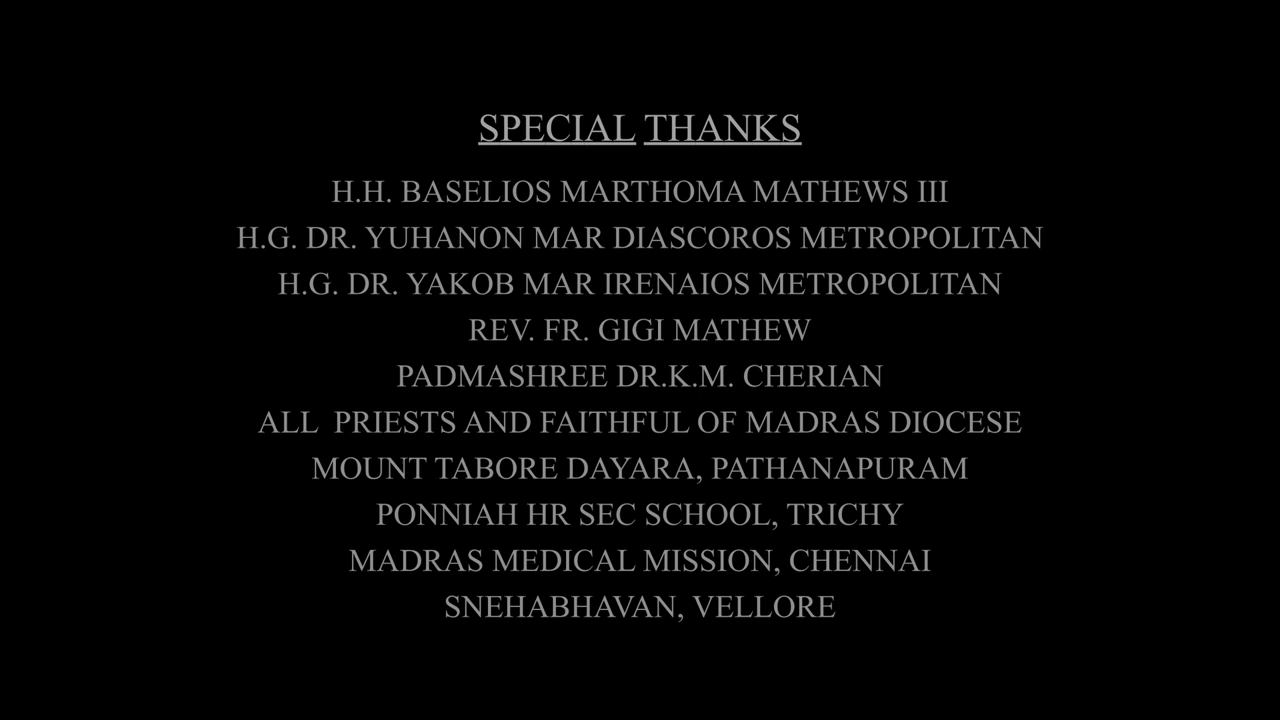 SPECIAL THANKS
H.H. BASELIOS MARTHOMA MATHEWS III
H.G. DR. YUHANON MAR DIASCOROS METROPOLITAN
H.G. DR. YAKOB MAR IRENAIOS METROPOLITAN
REV. FR. GIGI MATHEW
PADMASHREE DR.K.M. CHERIAN
ALL  PRIESTS AND FAITHFUL OF MADRAS DIOCESE
MOUNT TABORE DAYARA, PATHANAPURAM
PONNIAH HR SEC SCHOOL, TRICHY
MADRAS MEDICAL MISSION, CHENNAI
SNEHABHAVAN, VELLORE